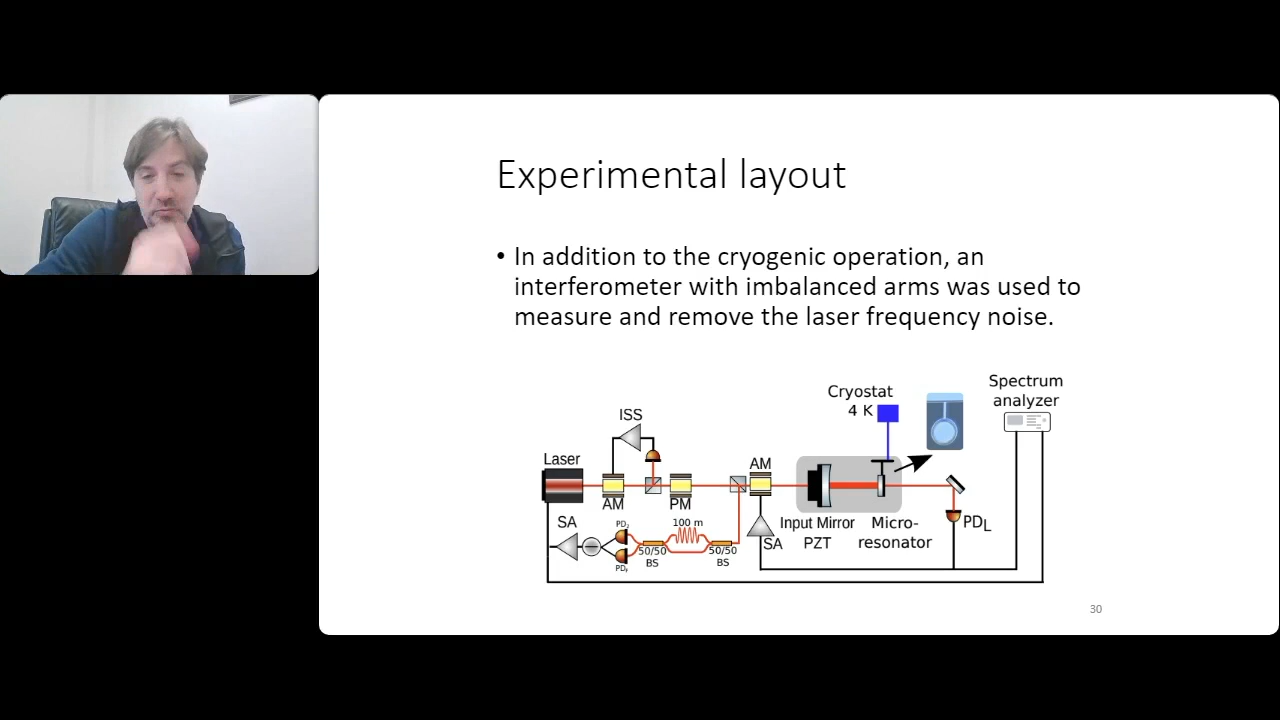 Experimental layout
• In addition to the cryogenic operation, an
interferometer with imbalanced arms was used to
measure and remove the laser frequency noise.
Spectrum
analyzer
Cryostat
4 K
ISS
Laser
AM
AM
PM
SA
100 m
50/50
BS
50/50
BS
SA
Input Mirror
PZT
Micro-
resonator
PDL
30